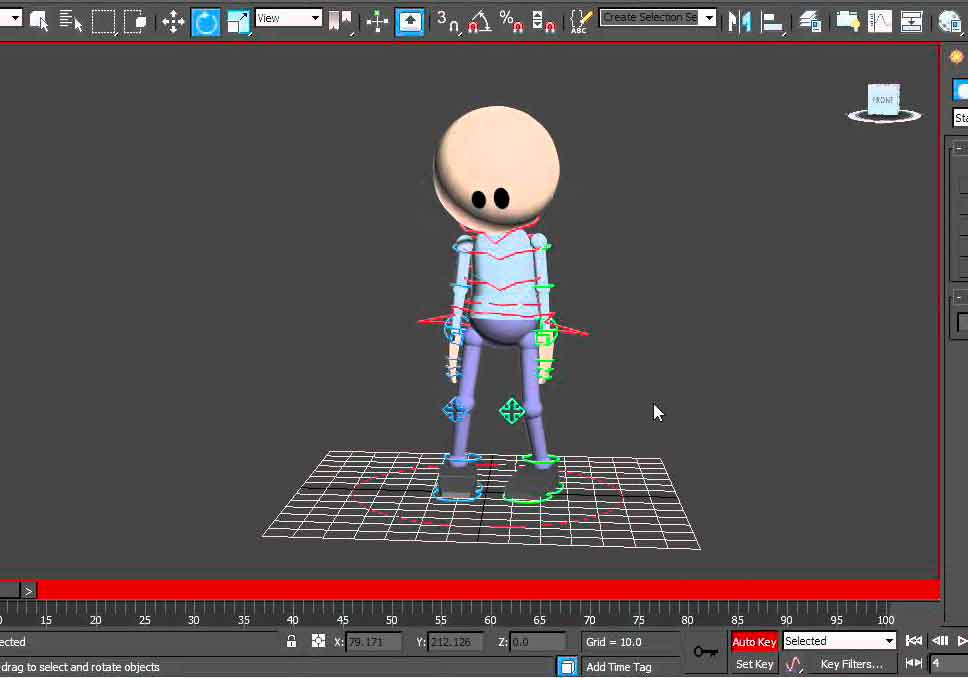 View
3
%
ABC
Create Selection Se
FRONT
Sta
>
15 20 25 30 35 40 45 50 55 60 65 70 75 80 85 90 95 100
ected
X: 79.171 Y: 212.126 Z: 0.0 Grid = 10.0 Auto Key Selected
drag to select and rotate objects Add Time Tag Set Key Key Filters... 4